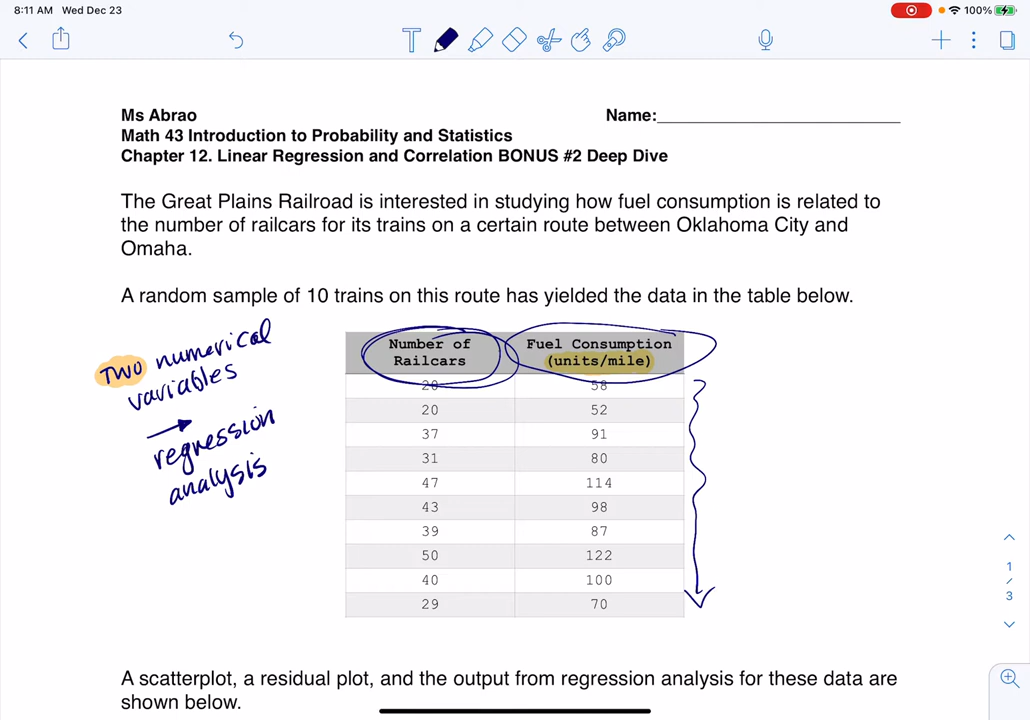 8:11 AM Wed Dec 23
100%
T
Ms Abrao
Name:
Math 43 Introduction to Probability and Statistics
Chapter 12. Linear Regression and Correlation BONUS #2 Deep Dive
The Great Plains Railroad is interested in studying how fuel consumption is related to
the number of railcars for its trains on a certain route between Oklahoma City and
Omaha.
A random sample of 10 trains on this route has yielded the data in the table below.
Two numerical
variables
regression
analysis
Number of Railcars Fuel Consumption (units/mile)
20 58
20 52
37 91
31 80
47 114
43 98
39 87
50 122
40 100
29 70
1
/
3
A scatterplot, a residual plot, and the output from regression analysis for these data are
shown below.